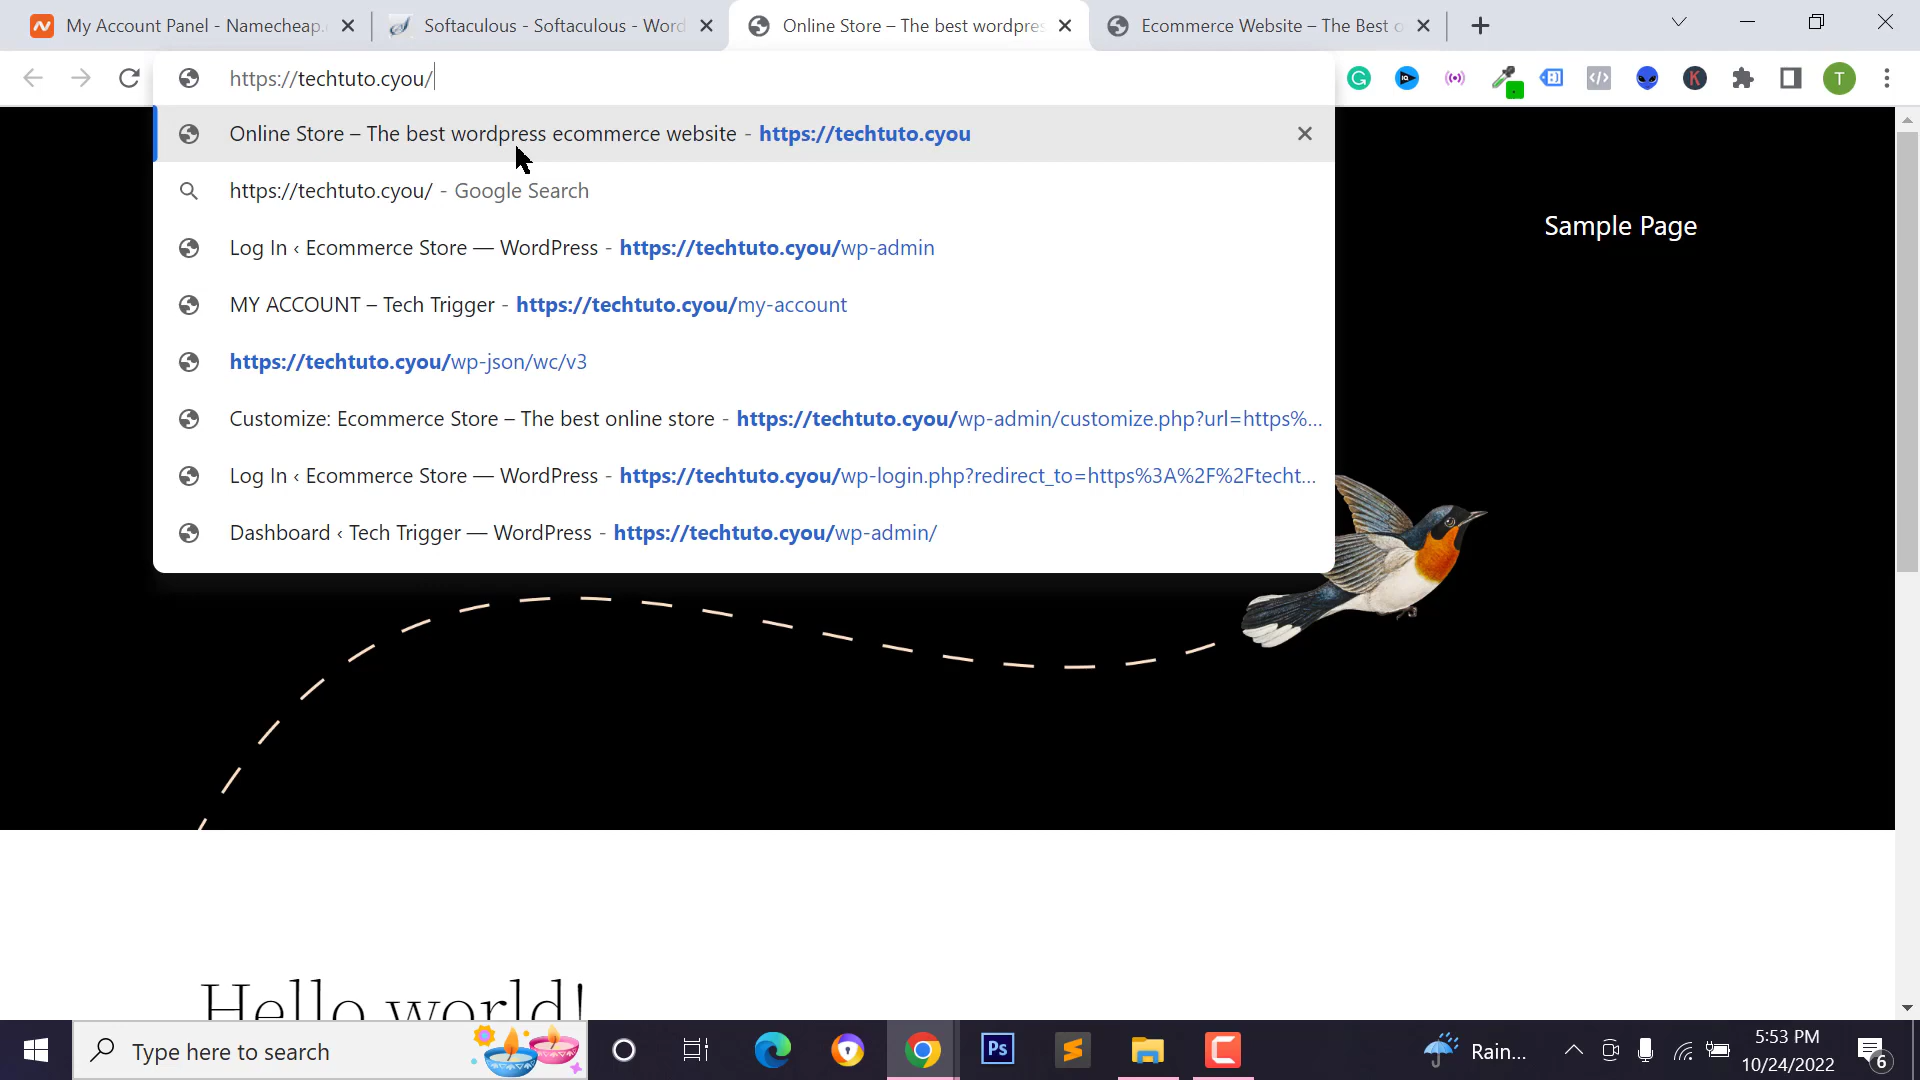 My Account Panel - Namecheap.
Softaculous - Softaculous - Word
Online Store – The best wordpres
Ecommerce Website – The Best o
https://techtuto.cyou/
T
Online Store – The best wordpress ecommerce website - https://techtuto.cyou
https://techtuto.cyou/ - Google Search
Log In ‹ Ecommerce Store — WordPress - https://techtuto.cyou/wp-admin
MY ACCOUNT – Tech Trigger - https://techtuto.cyou/my-account
https://techtuto.cyou/wp-json/wc/v3
Customize: Ecommerce Store – The best online store - https://techtuto.cyou/wp-admin/customize.php?url=https%...
Log In ‹ Ecommerce Store — WordPress - https://techtuto.cyou/wp-login.php?redirect_to=https%3A%2F%2Ftecht...
Dashboard ‹ Tech Trigger — WordPress - https://techtuto.cyou/wp-admin/
Sample Page
Hello world!
Type here to search
Ps
Rain...
5:53 PM
10/24/2022
6